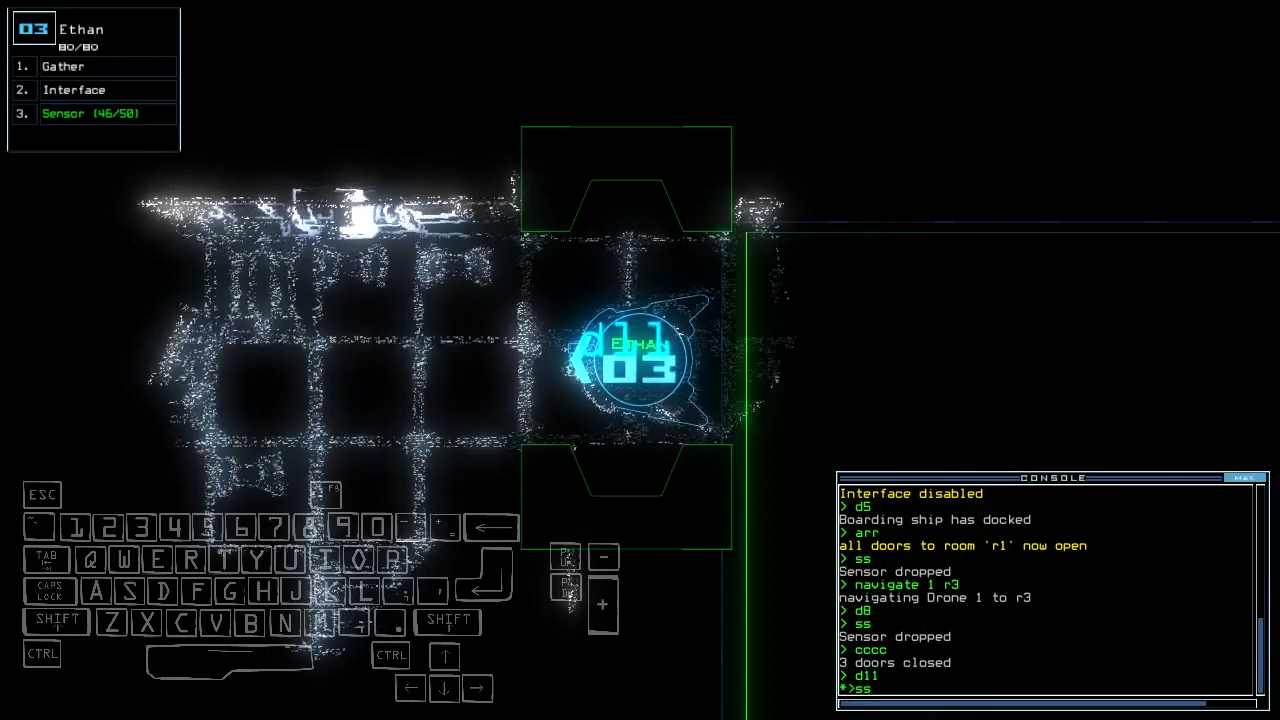 03 Ethan
80/80
1. Gather
2. Interface
3. Sensor (46/50)
d11
ETHAN
03
CONSOLE
MAX
Interface disabled
> d5
Boarding ship has docked
> arr
all doors to room 'r1' now open
> ss
Sensor dropped
> navigate 1 r3
navigating Drone 1 to r3
> d8
> ss
Sensor dropped
> cccc
3 doors closed
> d11
*>ss
ESC
F9
1 2 3 4 5 6 7 8 9 0 - + =
TAB Q W E R T Y U I O P
CAPS LOCK A S D F G H J K L ;
SHIFT Z X C V B N M . SHIFT
CTRL CTRL
-
+